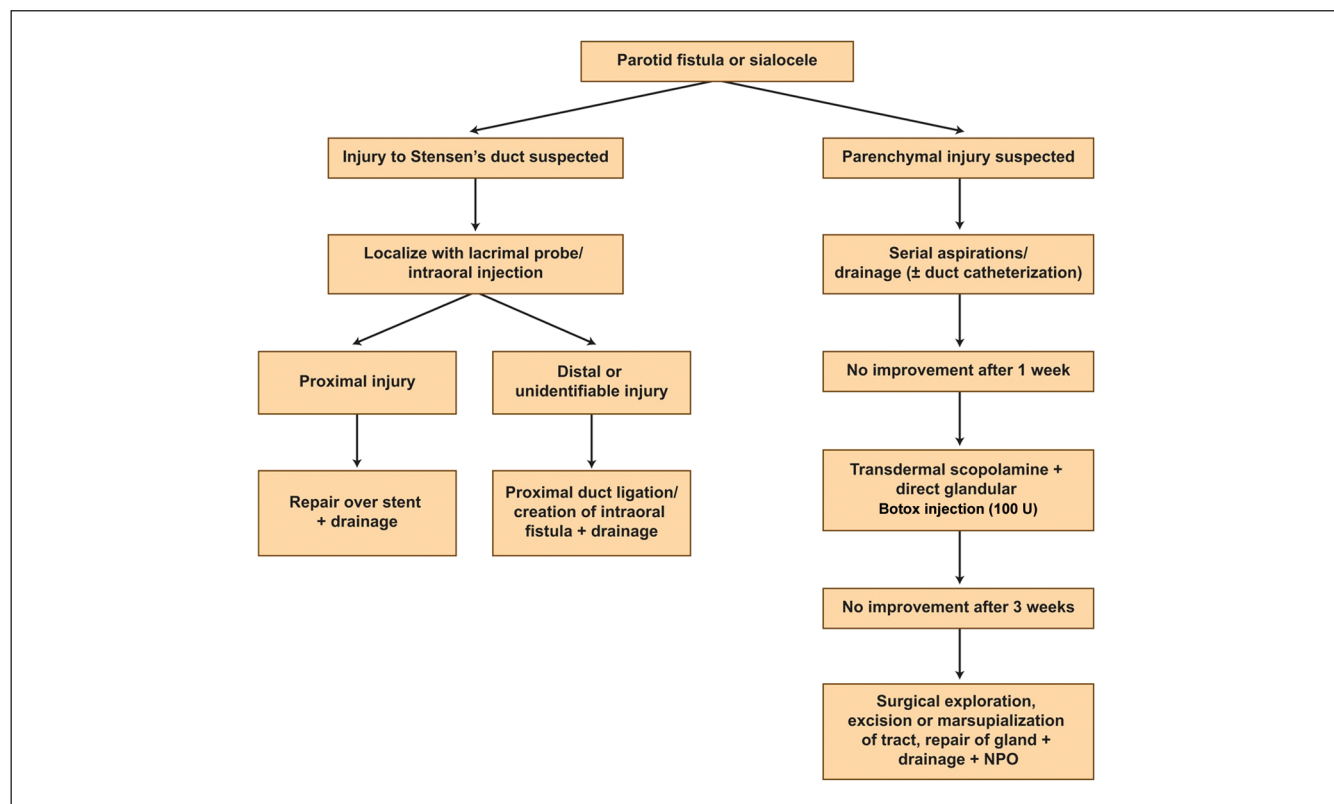 Parotid fistula or sialocele
Injury to Stensen’s duct suspected
Parenchymal injury suspected
Localize with lacrimal probe/
intraoral injection
Serial aspirations/
drainage (± duct catheterization)
Proximal injury
Distal or
unidentifiable injury
No improvement after 1 week
Repair over stent
+ drainage
Proximal duct ligation/
creation of intraoral
fistula + drainage
Transdermal scopolamine +
direct glandular
Botox injection (100 U)
No improvement after 3 weeks
Surgical exploration,
excision or marsupialization
of tract, repair of gland +
drainage + NPO